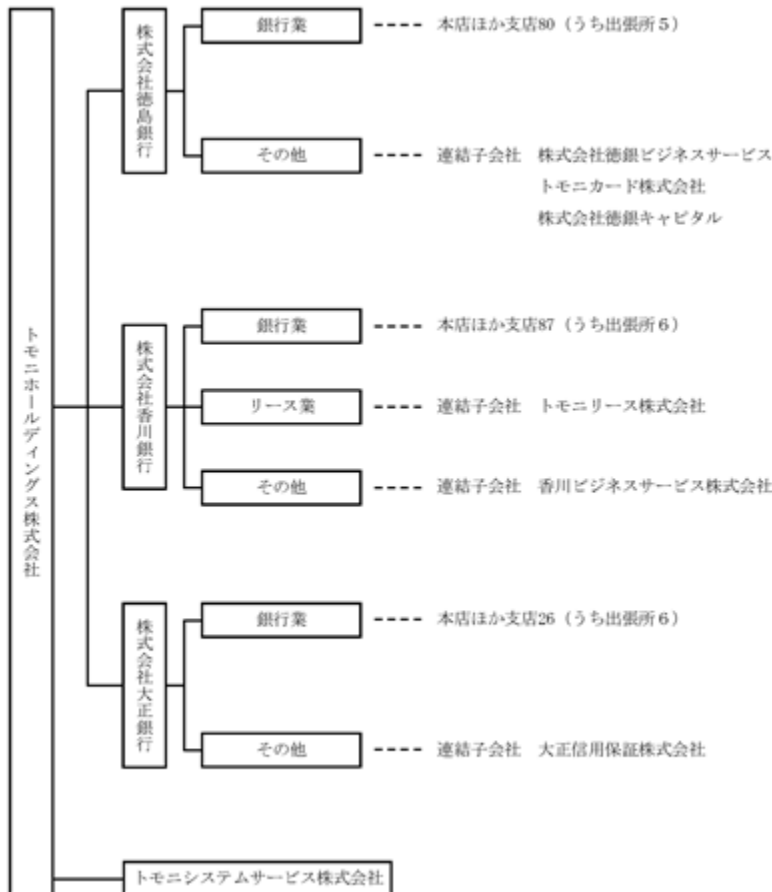 トモニホールディングス株式会社
株式会社徳島銀行
銀行業
本店ほか支店80（うち出張所5）
その他
連結子会社 株式会社徳銀ビジネスサービス
トモニカード株式会社
株式会社徳銀キャピタル
株式会社香川銀行
銀行業
本店ほか支店87（うち出張所6）
リース業
連結子会社 トモニリース株式会社
その他
連結子会社 香川ビジネスサービス株式会社
株式会社大正銀行
銀行業
本店ほか支店26（うち出張所6）
その他
連結子会社 大正信用保証株式会社
トモニシステムサービス株式会社